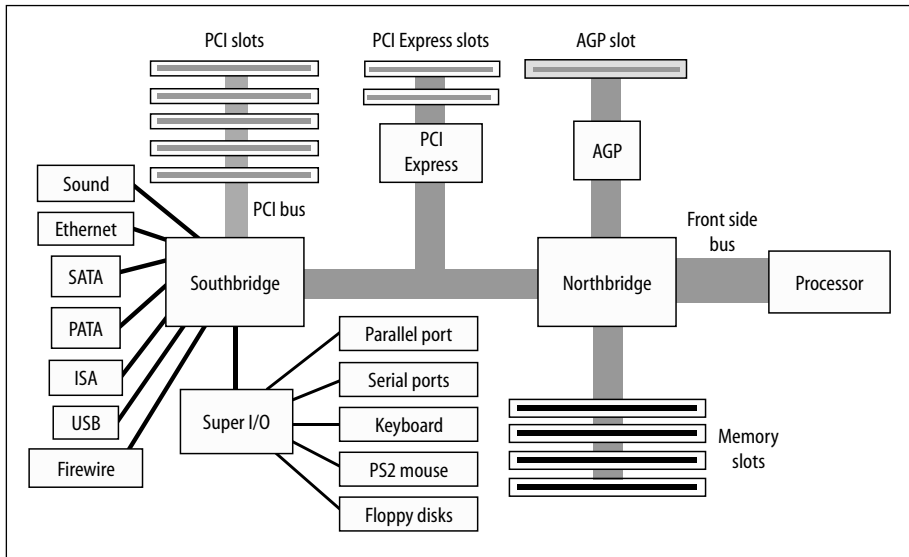 PCI slots
PCI Express slots
AGP slot
PCI
Express
AGP
Sound
PCI bus
Ethernet
Front side
bus
SATA
Southbridge
Northbridge
Processor
PATA
Parallel port
ISA
Serial ports
USB
Super I/O
Keyboard
Memory
slots
Firewire
PS2 mouse
Floppy disks